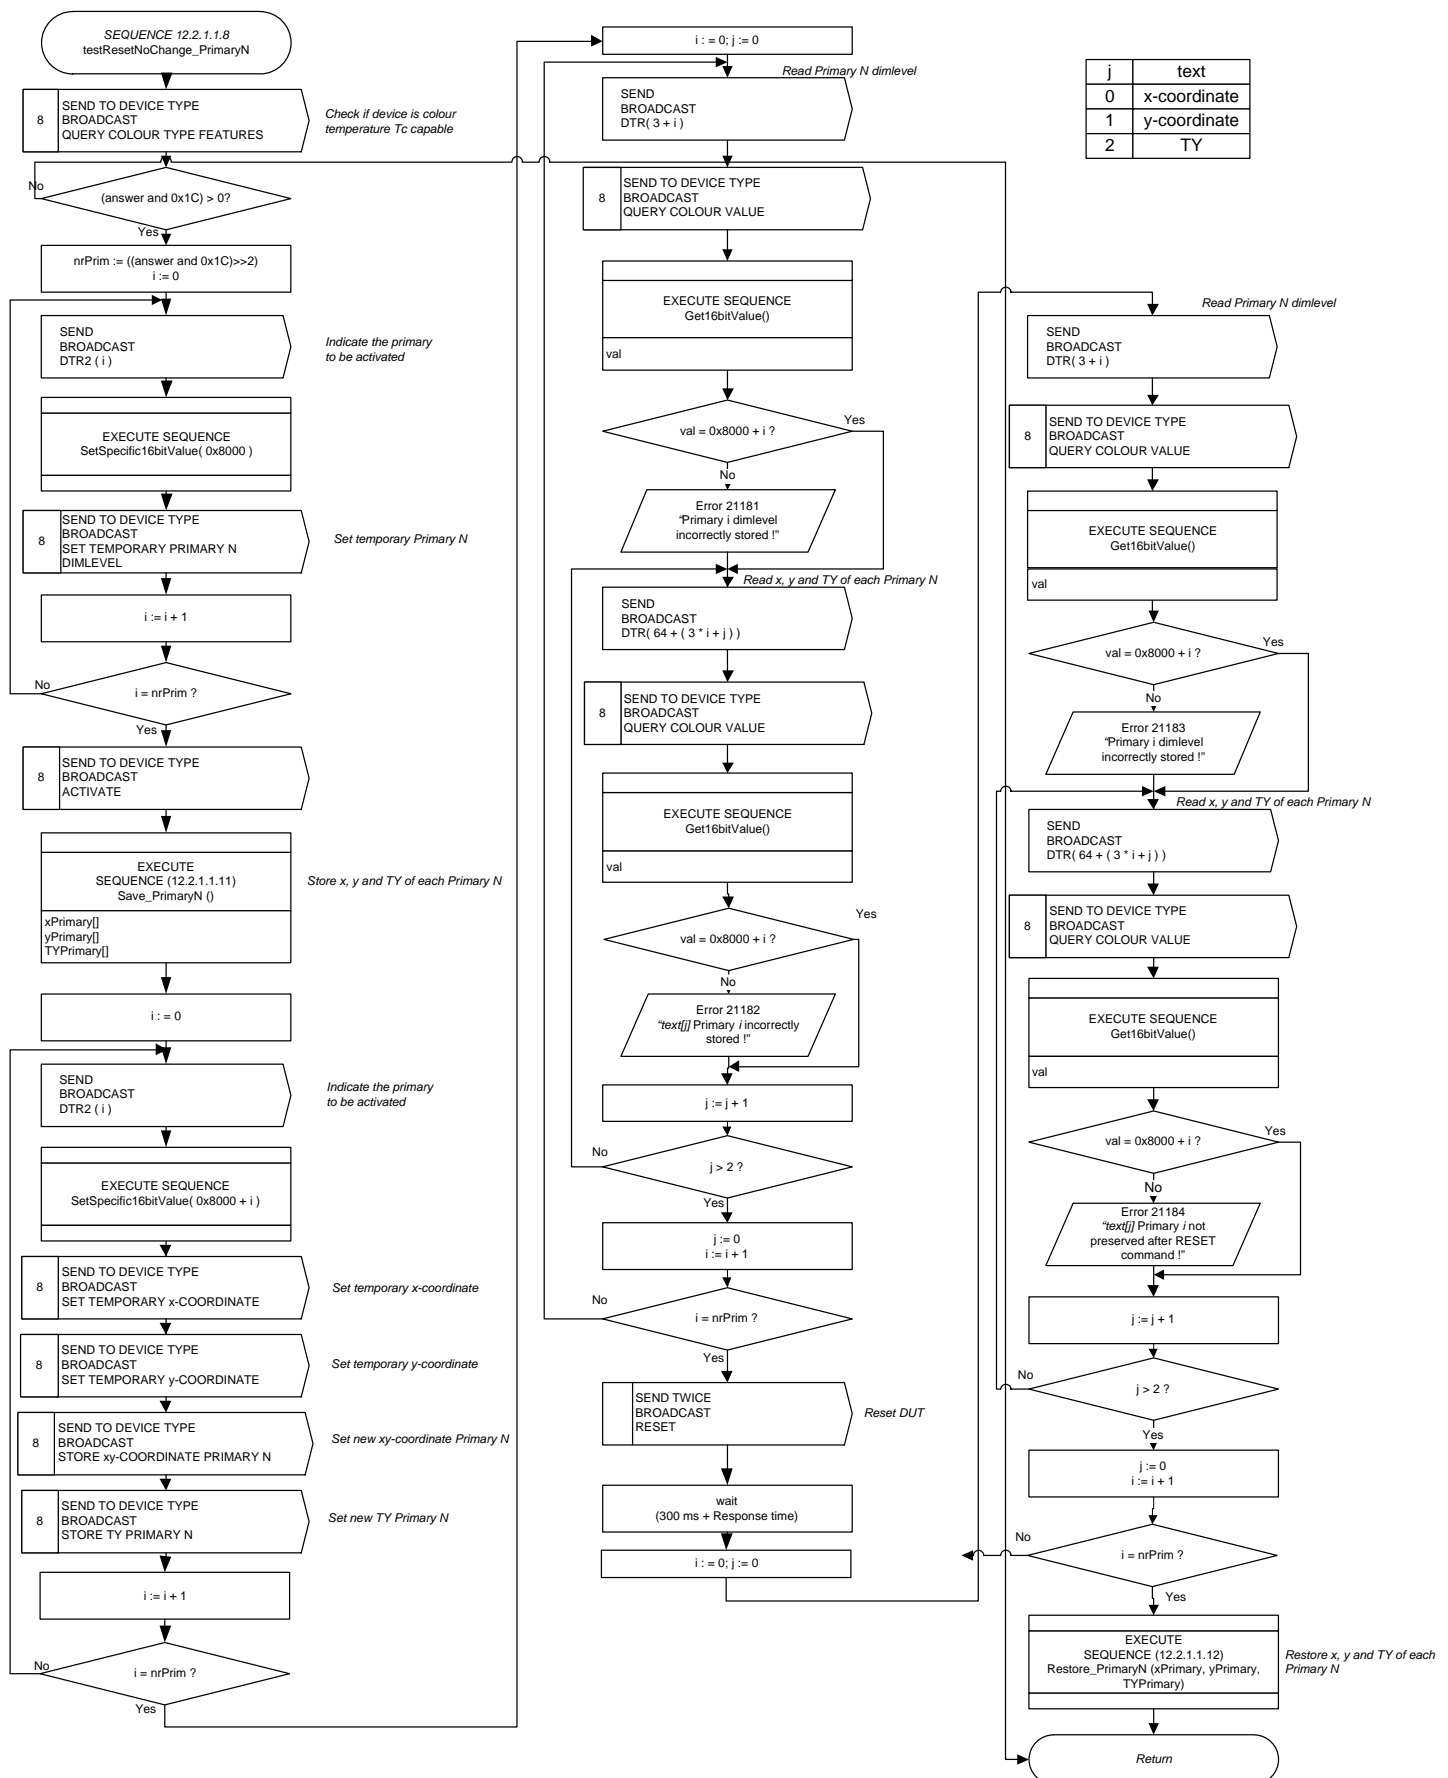 SEQUENCE 12.2.1.1.8
testResetNoChange_PrimaryN
8
SEND TO DEVICE TYPE
BROADCAST
QUERY COLOUR TYPE FEATURES
Check if device is colour
temperature Tc capable
No
(answer and 0x1C) > 0?
Yes
nrPrim := ((answer and 0x1C)>>2)
i := 0
SEND
BROADCAST
DTR2 ( i )
Indicate the primary
to be activated
EXECUTE SEQUENCE
SetSpecific16bitValue( 0x8000 )
8
SEND TO DEVICE TYPE
BROADCAST
SET TEMPORARY PRIMARY N
DIMLEVEL
Set temporary Primary N
i := i + 1
No
i = nrPrim ?
Yes
8
SEND TO DEVICE TYPE
BROADCAST
ACTIVATE
EXECUTE
SEQUENCE (12.2.1.1.11)
Save_PrimaryN ()
xPrimary[]
yPrimary[]
TYPrimary[]
Store x, y and TY of each Primary N
i : = 0
SEND
BROADCAST
DTR2 ( i )
Indicate the primary
to be activated
EXECUTE SEQUENCE
SetSpecific16bitValue( 0x8000 + i )
8
SEND TO DEVICE TYPE
BROADCAST
SET TEMPORARY x-COORDINATE
Set temporary x-coordinate
8
SEND TO DEVICE TYPE
BROADCAST
SET TEMPORARY y-COORDINATE
Set temporary y-coordinate
8
SEND TO DEVICE TYPE
BROADCAST
STORE xy-COORDINATE PRIMARY N
Set new xy-coordinate Primary N
8
SEND TO DEVICE TYPE
BROADCAST
STORE TY PRIMARY N
Set new TY Primary N
i := i + 1
No
i = nrPrim ?
Yes
i : = 0; j := 0
Read Primary N dimlevel
SEND
BROADCAST
DTR( 3 + i )
8
SEND TO DEVICE TYPE
BROADCAST
QUERY COLOUR VALUE
EXECUTE SEQUENCE
Get16bitValue()
val
Yes
val = 0x8000 + i ?
No
Error 21181
“Primary i dimlevel
incorrectly stored !”
Read x, y and TY of each Primary N
SEND
BROADCAST
DTR( 64 + ( 3 * i + j ) )
8
SEND TO DEVICE TYPE
BROADCAST
QUERY COLOUR VALUE
EXECUTE SEQUENCE
Get16bitValue()
val
Yes
val = 0x8000 + i ?
No
Error 21182
“text[j] Primary i incorrectly
stored !”
j := j + 1
No
j > 2 ?
Yes
j := 0
i := i + 1
No
i = nrPrim ?
Yes
SEND TWICE
BROADCAST
RESET
Reset DUT
wait
(300 ms + Response time)
i : = 0; j := 0
j text
0 x-coordinate
1 y-coordinate
2 TY
Read Primary N dimlevel
SEND
BROADCAST
DTR( 3 + i )
8
SEND TO DEVICE TYPE
BROADCAST
QUERY COLOUR VALUE
EXECUTE SEQUENCE
Get16bitValue()
val
Yes
val = 0x8000 + i ?
No
Error 21183
“Primary i dimlevel
incorrectly stored !”
Read x, y and TY of each Primary N
SEND
BROADCAST
DTR( 64 + ( 3 * i + j ) )
8
SEND TO DEVICE TYPE
BROADCAST
QUERY COLOUR VALUE
EXECUTE SEQUENCE
Get16bitValue()
val
Yes
val = 0x8000 + i ?
No
Error 21184
“text[j] Primary i not
preserved after RESET
command !”
j := j + 1
No
j > 2 ?
Yes
j := 0
i := i + 1
No
i = nrPrim ?
Yes
EXECUTE
SEQUENCE (12.2.1.1.12)
Restore_PrimaryN (xPrimary, yPrimary,
TYPrimary)
Restore x, y and TY of each
Primary N
Return